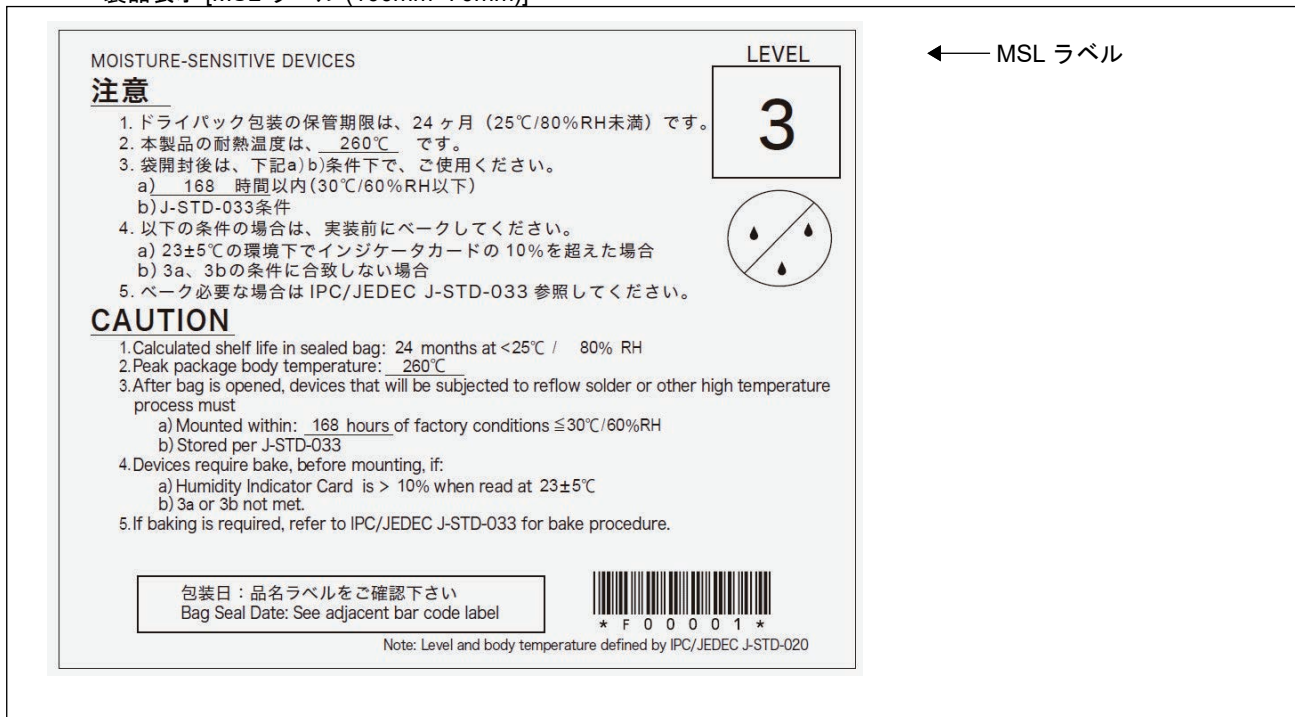 MSL ラベル
MOISTURE-SENSITIVE DEVICES
LEVEL
3
注意
1. ドライパック包装の保管期限は、24 ヶ月（25℃/80%RH未満）です。
2. 本製品の耐熱温度は、 260℃ です。
3. 袋開封後は、下記a)b)条件下で、ご使用ください。
a) 168 時間以内(30℃/60%RH以下)
b)J-STD-033条件
4. 以下の条件の場合は、実装前にベークしてください。
a) 23±5℃の環境下でインジケータカードの 10%を超えた場合
b) 3a、3bの条件に合致しない場合
5. ベーク必要な場合は IPC/JEDEC J-STD-033 参照してください。
CAUTION
1.Calculated shelf life in sealed bag: 24 months at <25℃ / 80% RH
2.Peak package body temperature: 260℃
3.After bag is opened, devices that will be subjected to reflow solder or other high temperature
process must
a) Mounted within: 168 hours of factory conditions ≦30℃/60%RH
b) Stored per J-STD-033
4.Devices require bake, before mounting, if:
a) Humidity Indicator Card is > 10% when read at 23±5℃
b) 3a or 3b not met.
5.If baking is required, refer to IPC/JEDEC J-STD-033 for bake procedure.
包装日：品名ラベルをご確認下さい
Bag Seal Date: See adjacent bar code label
* F 0 0 0 0 1 *
Note: Level and body temperature defined by IPC/JEDEC J-STD-020